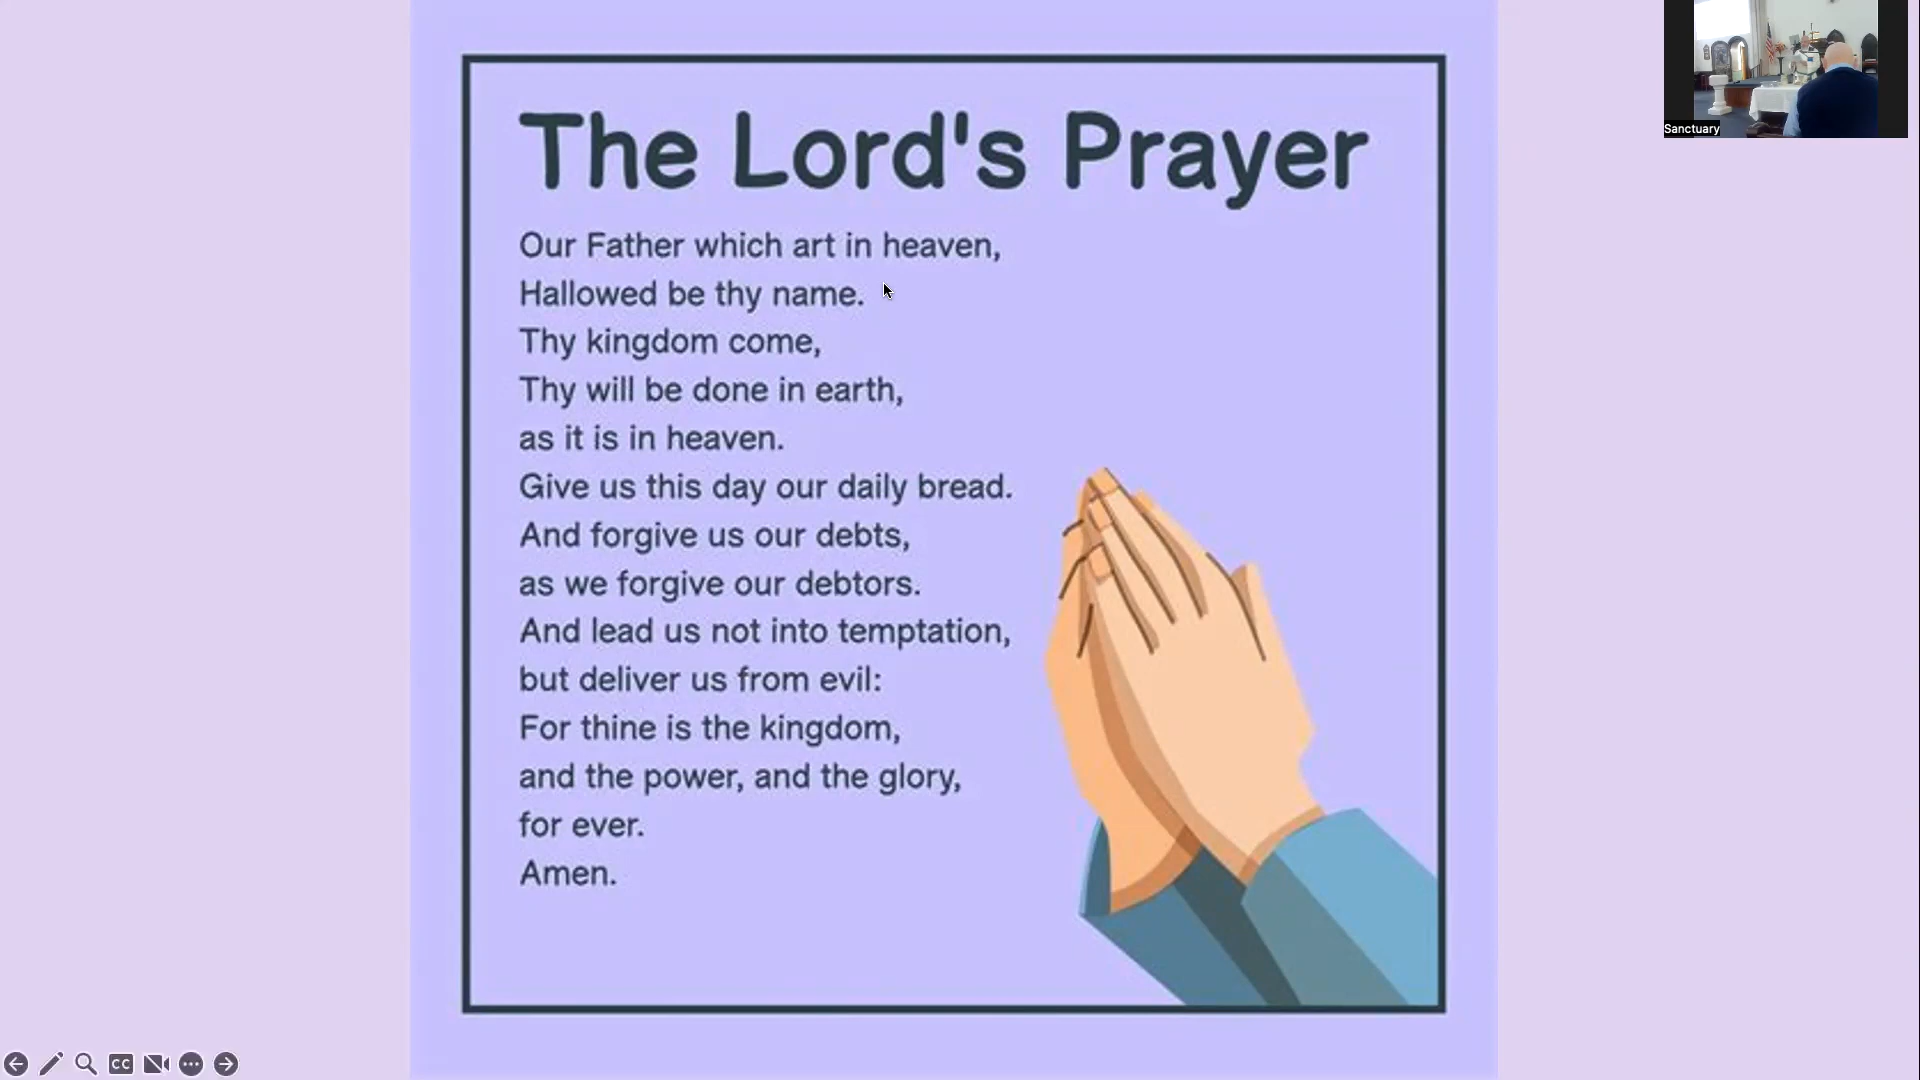 The Lord's Prayer
Our Father which art in heaven,
Hallowed be thy name.
Thy kingdom come,
Thy will be done in earth,
as it is in heaven.
Give us this day our daily bread.
And forgive us our debts,
as we forgive our debtors.
And lead us not into temptation,
but deliver us from evil:
For thine is the kingdom,
and the power, and the glory,
for ever.
Amen.
Sanctuary
CC